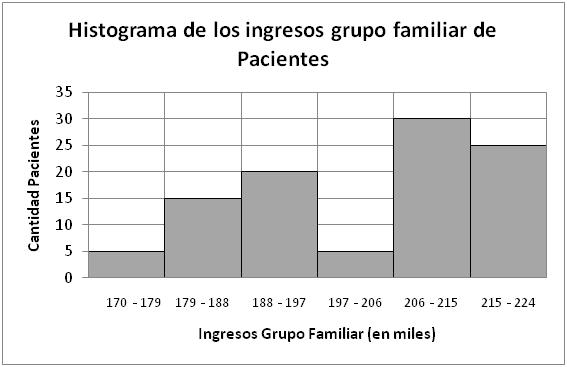 Histograma de los ingresos grupo familiar de
Pacientes
Cantidad Pacientes
35
30
25
20
15
10
5
0
170 - 179 179 - 188 188 - 197 197 - 206 206 - 215 215 - 224
Ingresos Grupo Familiar (en miles)